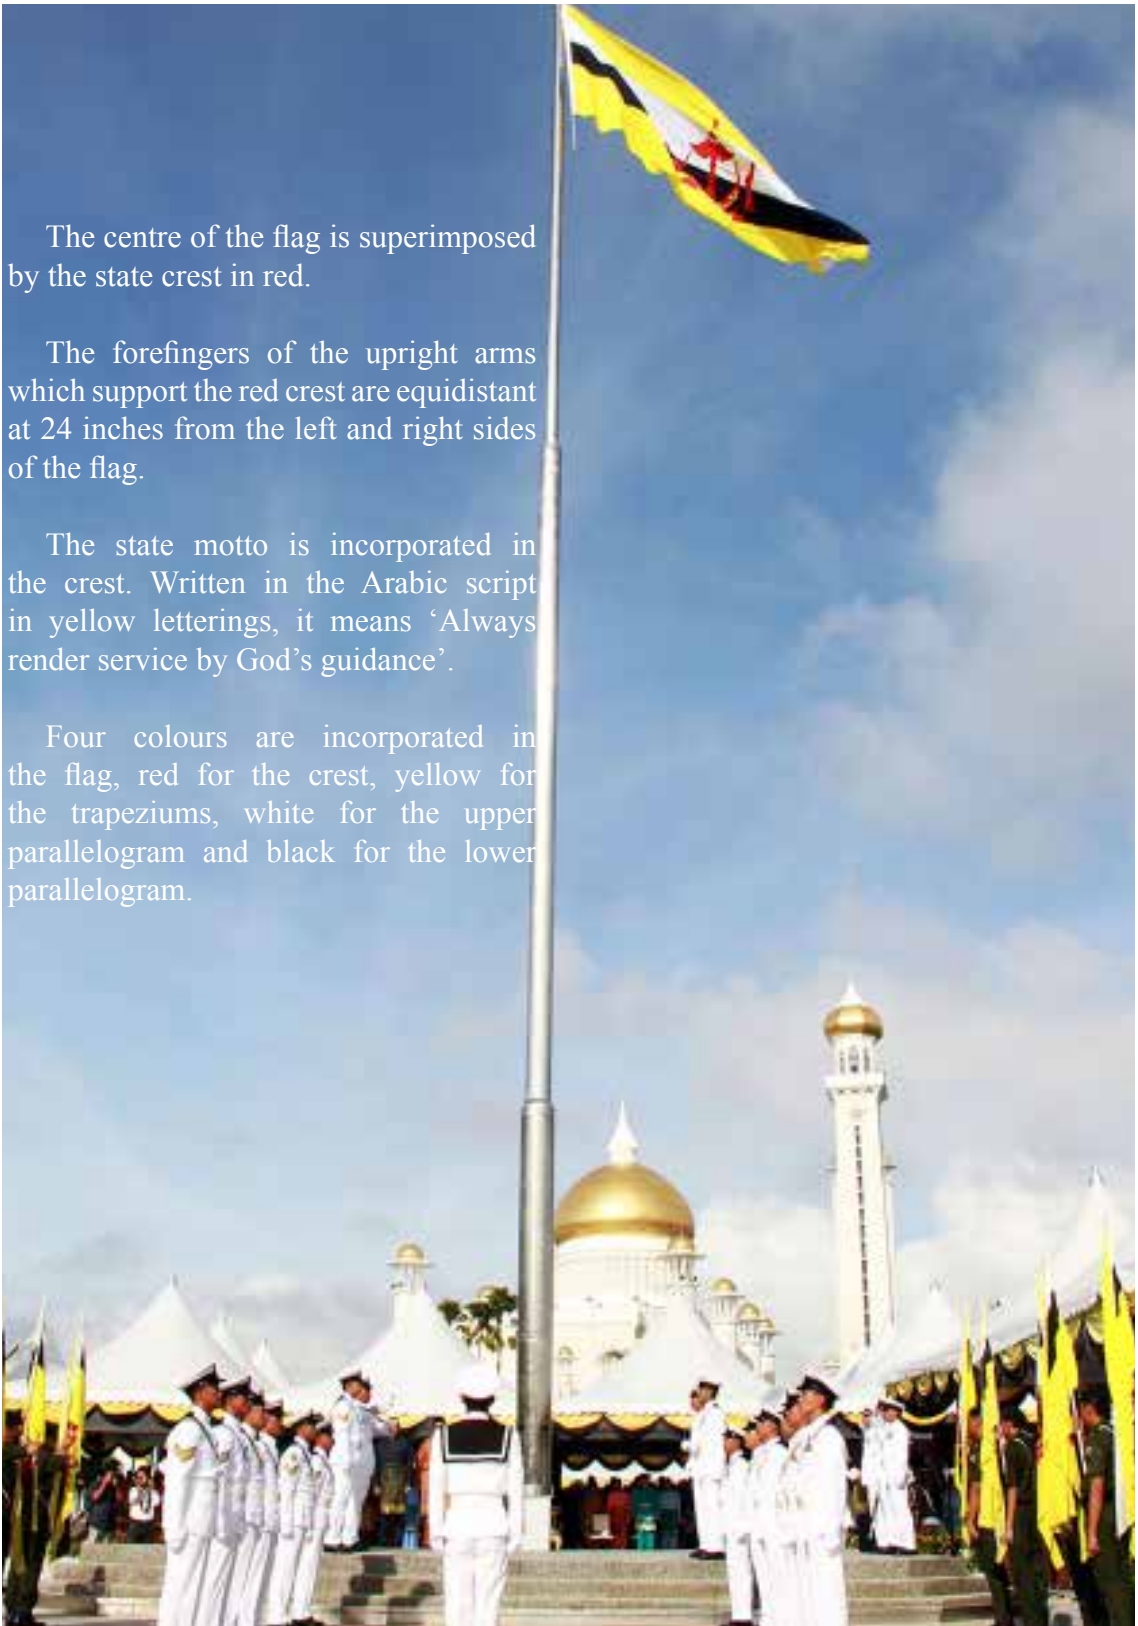 The centre of the flag is superimposed
by the state crest in red.
The forefingers of the upright arms
which support the red crest are equidistant
at 24 inches from the left and right sides
of the flag.
The state motto is incorporated in
the crest. Written in the Arabic script
in yellow letterings, it means ‘Always
render service by God’s guidance’.
Four colours are incorporated in
the flag, red for the crest, yellow for
the trapeziums, white for the upper
parallelogram and black for the lower
parallelogram.